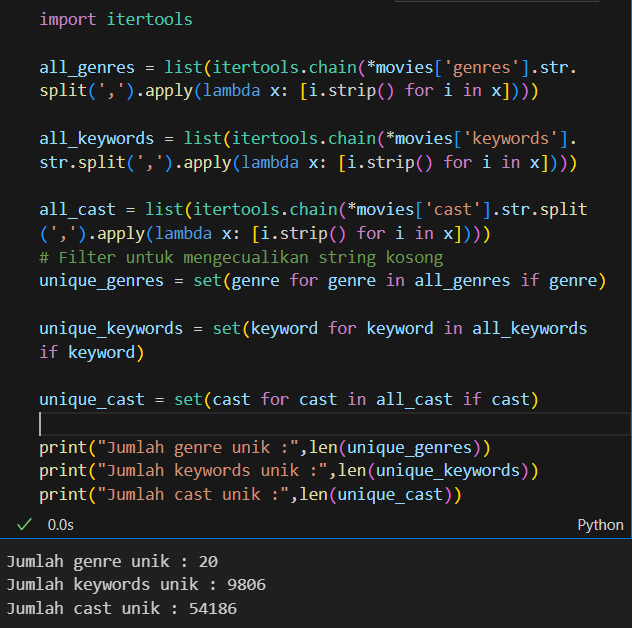 import itertools
all_genres = list(itertools.chain(*movies['genres'].str.
split(',').apply(lambda x: [i.strip() for i in x])))
all_keywords = list(itertools.chain(*movies['keywords'].
str.split(',').apply(lambda x: [i.strip() for i in x])))
all_cast = list(itertools.chain(*movies['cast'].str.split
(',').apply(lambda x: [i.strip() for i in x])))
# Filter untuk mengecualikan string kosong
unique_genres = set(genre for genre in all_genres if genre)
unique_keywords = set(keyword for keyword in all_keywords
if keyword)
unique_cast = set(cast for cast in all_cast if cast)
print("Jumlah genre unik :",len(unique_genres))
print("Jumlah keywords unik :",len(unique_keywords))
print("Jumlah cast unik :",len(unique_cast))
0.0s
Python
Jumlah genre unik : 20
Jumlah keywords unik : 9806
Jumlah cast unik : 54186